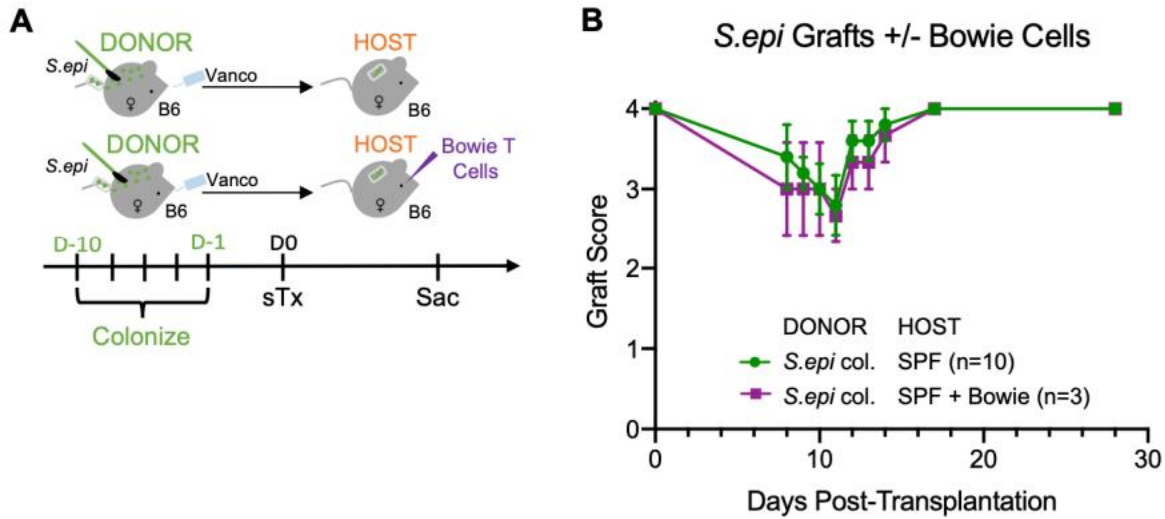 A
DONOR
HOST
S.epi
Vanco
♀
B6
B6
DONOR
HOST
Bowie T
Cells
S.epi
Vanco
♀
B6
♀
B6
D-10
D-1
D0
sTx
Sac
Colonize
B
S.epi Grafts +/- Bowie Cells
Graft Score
4
3
2
1
0
DONOR HOST
S.epi col. SPF (n=10)
S.epi col. SPF + Bowie (n=3)
0 10 20 30
Days Post-Transplantation